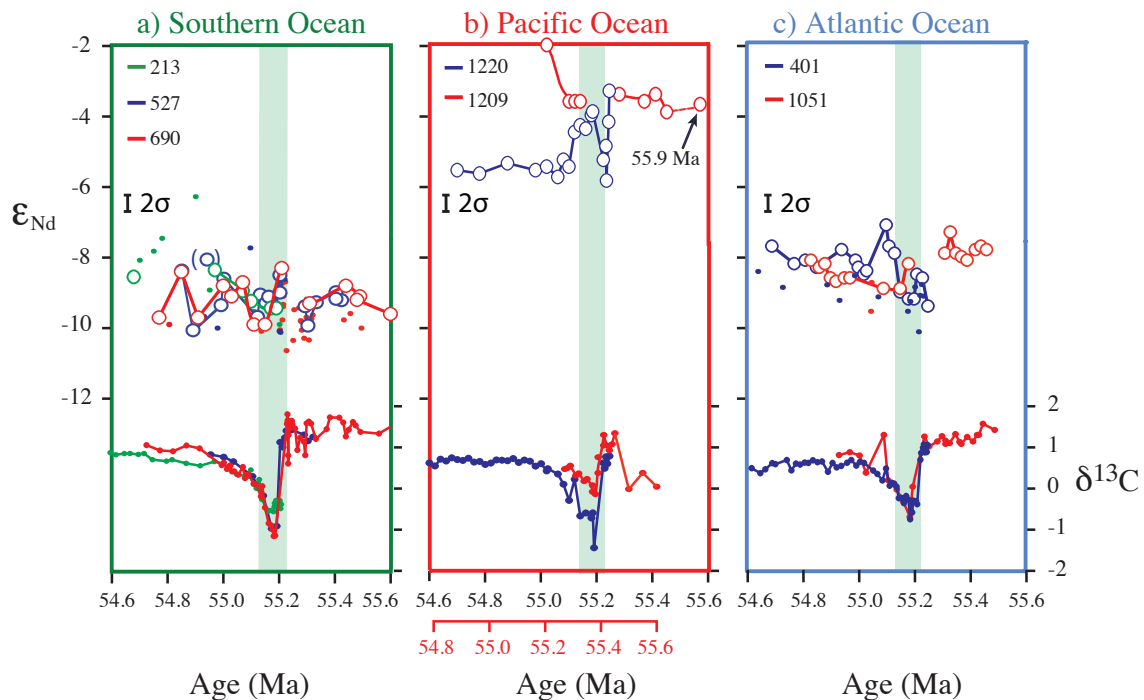 a) Southern Ocean
b) Pacific Ocean
c) Atlantic Ocean
-2
-4
-6
-8
-10
-12
εNd
213
527
690
I 2σ
( )
1220
1209
55.9 Ma
I 2σ
401
1051
I 2σ
2
1
0
-1
-2
δ¹³C
54.6 54.8 55.0 55.2 55.4 55.6
54.6 54.8 55.0 55.2 55.4 55.6
54.6 54.8 55.0 55.2 55.4 55.6
54.8 55.0 55.2 55.4 55.6
Age (Ma)
Age (Ma)
Age (Ma)